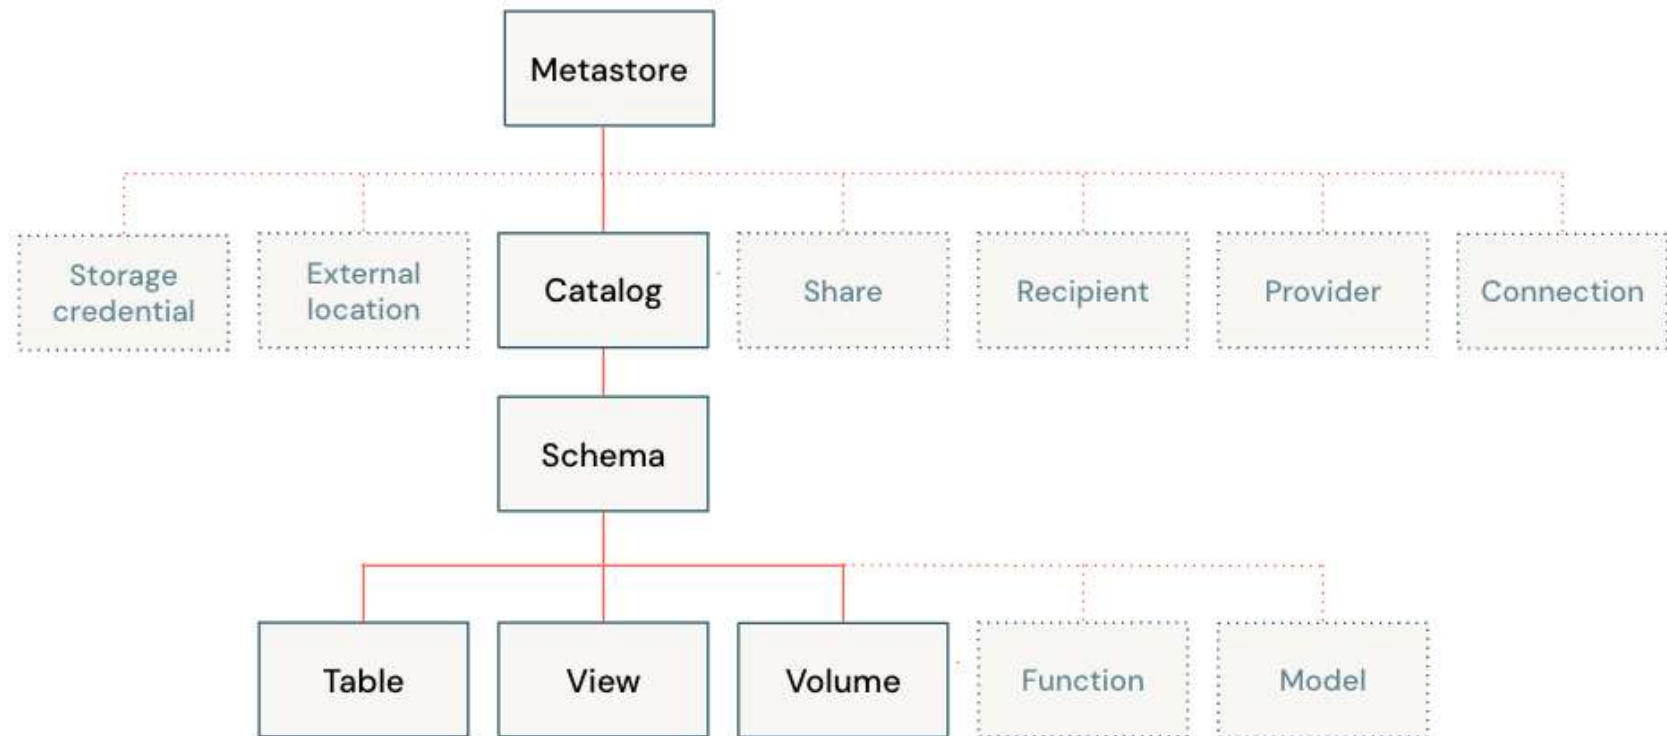 Metastore
Storage
credential
External
location
Catalog
Share
Recipient
Provider
Connection
Schema
Table
View
Volume
Function
Model